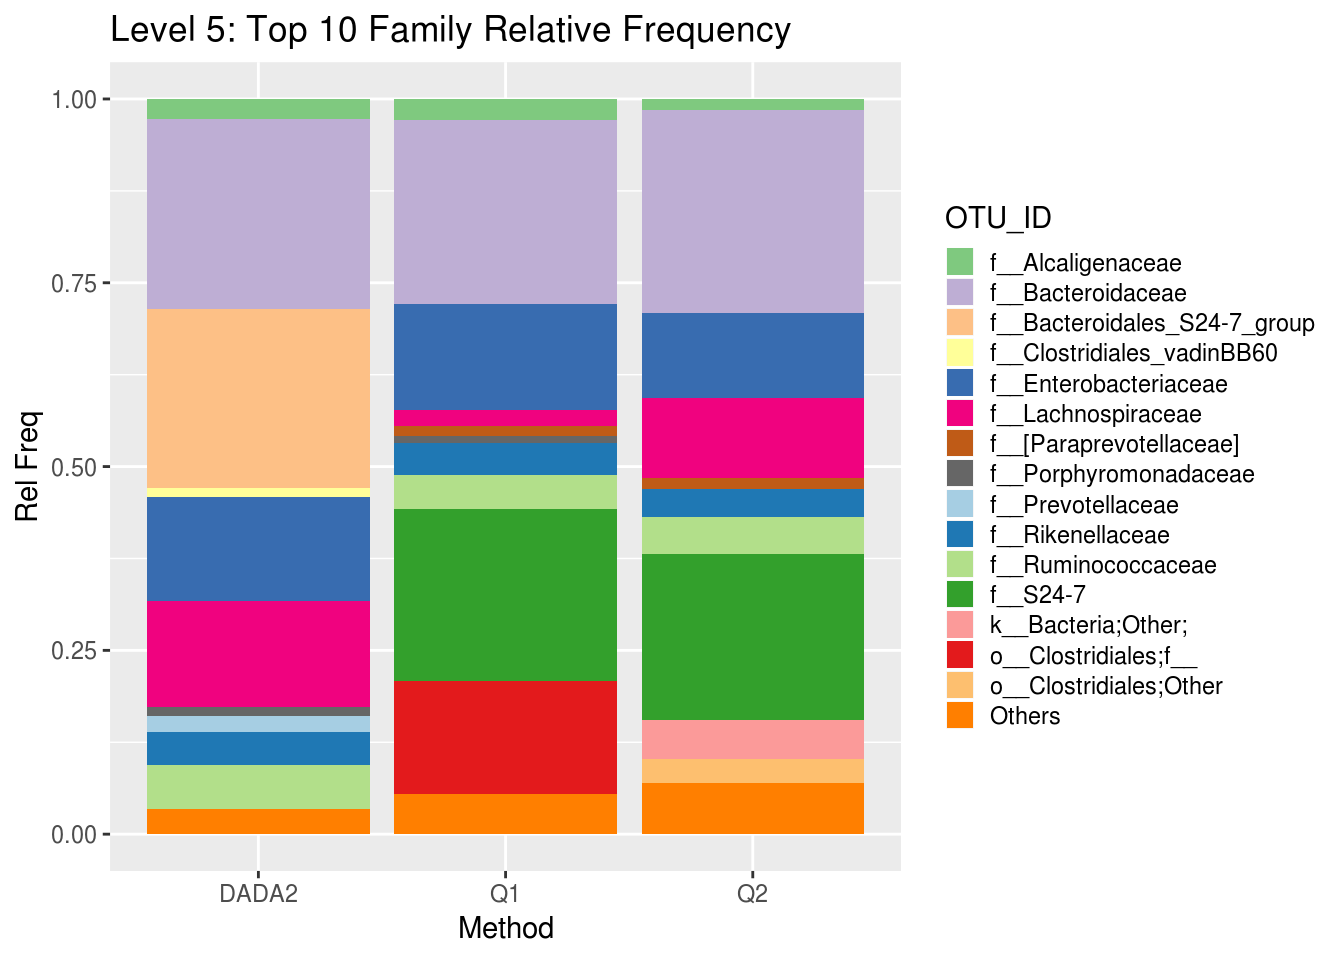 Level 5: Top 10 Family Relative Frequency
1.00
0.75
0.50
0.25
0.00
Rel Freq
DADA2
Q1
Q2
Method
OTU_ID
f__Alcaligenaceae
f__Bacteroidaceae
f__Bacteroidales_S24-7_group
f__Clostridiales_vadinBB60
f__Enterobacteriaceae
f__Lachnospiraceae
f__[Paraprevotellaceae]
f__Porphyromonadaceae
f__Prevotellaceae
f__Rikenellaceae
f__Ruminococcaceae
f__S24-7
k__Bacteria;Other;
o__Clostridiales;f__
o__Clostridiales;Other
Others